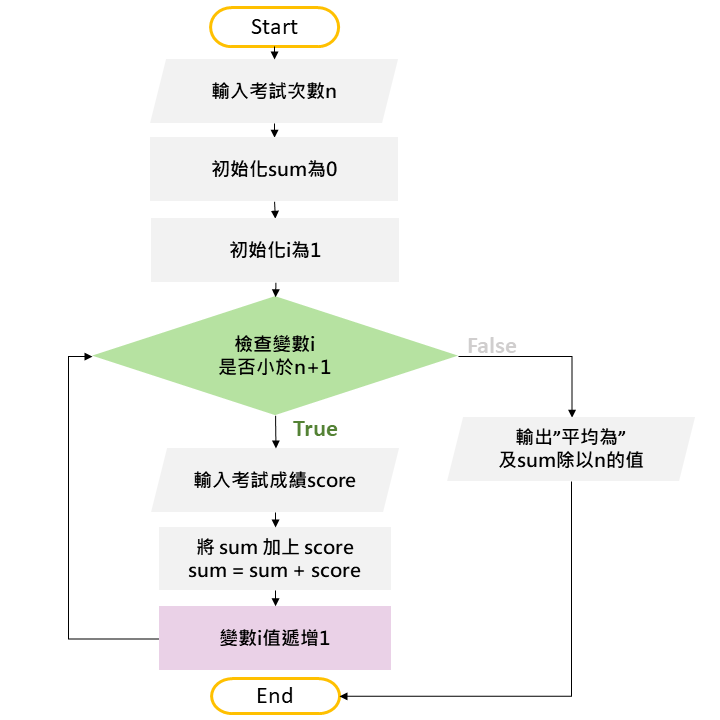 Start
輸入考試次數n
初始化sum為0
初始化i為1
檢查變數i
是否小於n+1
False
True
輸出”平均為”
及sum除以n的值
輸入考試成績score
將 sum 加上 score
sum = sum + score
變數i值遞增1
End